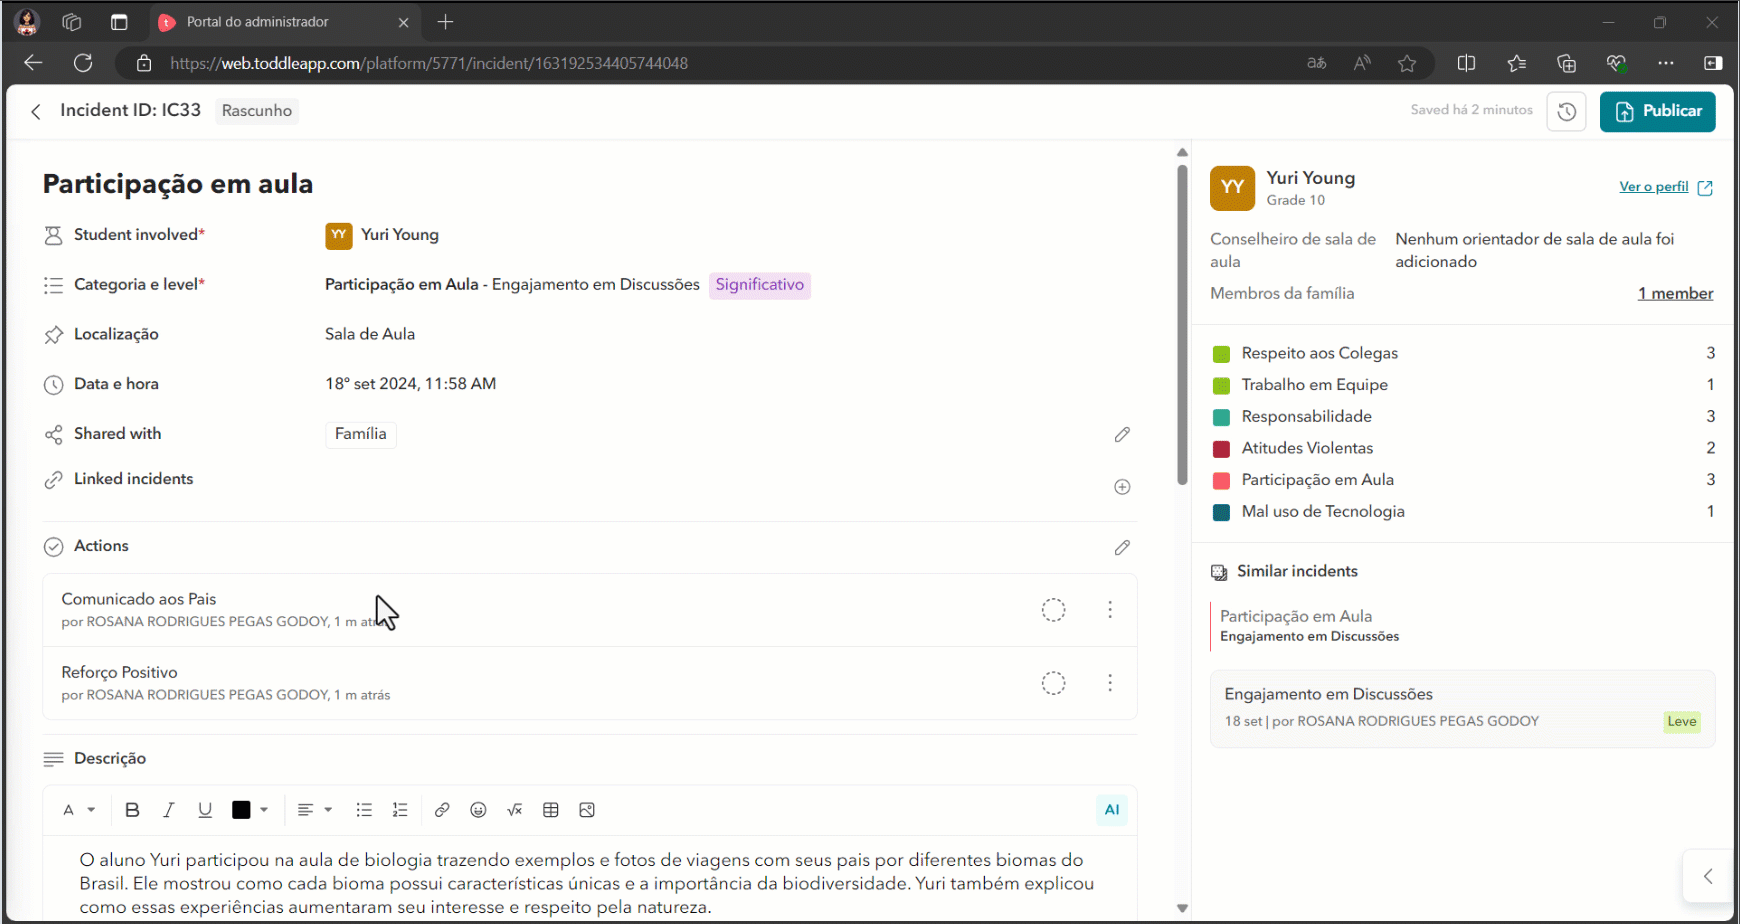 Portal do administrador
https://web.toddleapp.com/platform/5771/incident/163192534405744048
Incident ID: IC33
Rascunho
Saved há 2 minutos
Publicar
Participação em aula
Student involved*
YY
Yuri Young
Categoria e level*
Participação em Aula - Engajamento em Discussões
Significativo
Localização
Sala de Aula
Data e hora
18º set 2024, 11:58 AM
Shared with
Família
Linked incidents
Actions
Comunicado aos Pais
por ROSANA RODRIGUES PEGAS GODOY, 1 m
Reforço Positivo
por ROSANA RODRIGUES PEGAS GODOY, 1 m atrás
Descrição
A
B
I
U
AI
O aluno Yuri participou na aula de biologia trazendo exemplos e fotos de viagens com seus pais por diferentes biomas do
Brasil. Ele mostrou como cada bioma possui características únicas e a importância da biodiversidade. Yuri também explicou
como essas experiências aumentaram seu interesse e respeito pela natureza.
YY
Yuri Young
Grade 10
Ver o perfil
Conselheiro de sala de
aula
Nenhum orientador de sala de aula foi
adicionado
Membros da família
1 member
Respeito aos Colegas 3
Trabalho em Equipe 1
Responsabilidade 3
Atitudes Violentas 2
Participação em Aula 3
Mal uso de Tecnologia 1
Similar incidents
Participação em Aula
Engajamento em Discussões
Engajamento em Discussões
18 set | por ROSANA RODRIGUES PEGAS GODOY
Leve